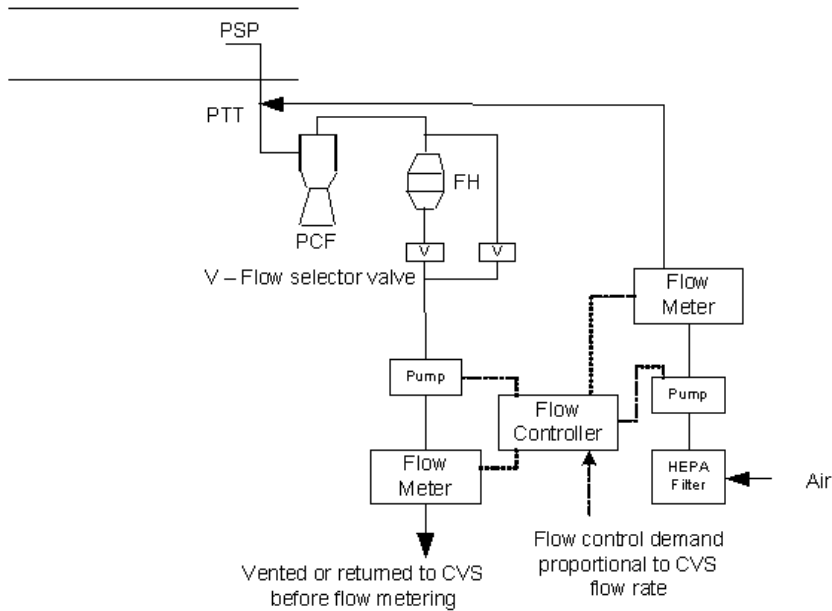 PSP
PTT
PCF
FH
V
V
V – Flow selector valve
Flow
Meter
Pump
Pump
Flow
Controller
Flow
Meter
HEPA
Filter
Air
Vented or returned to CVS
before flow metering
Flow control demand
proportional to CVS
flow rate